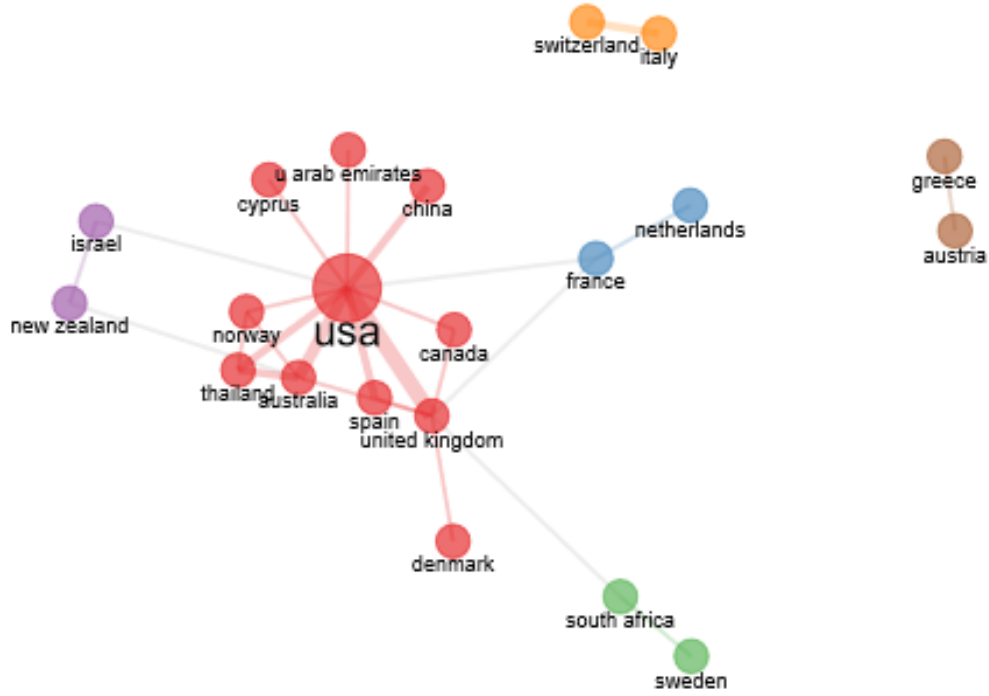 switzerland
italy
u arab emirates
cyprus
china
greece
israel
netherlands
austria
france
new zealand
norway
usa
canada
thailand
australia
spain
united kingdom
denmark
south africa
sweden